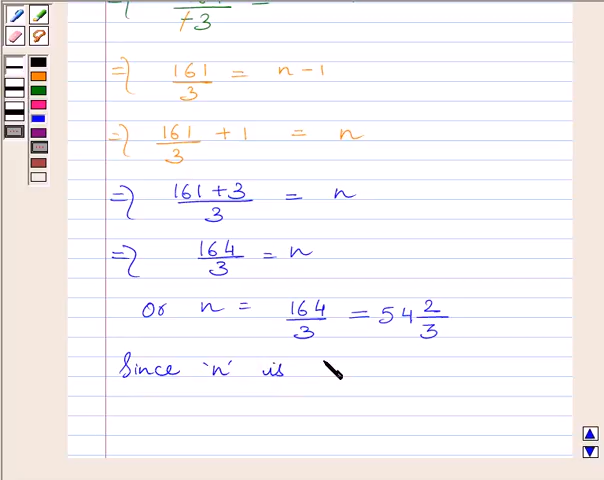 -3 =
⇒ 161/3 = n - 1
⇒ 161/3 + 1 = n
⇒ (161 + 3)/3 = n
⇒ 164/3 = n
Or n = 164/3 = 54 2/3
Since 'n' is